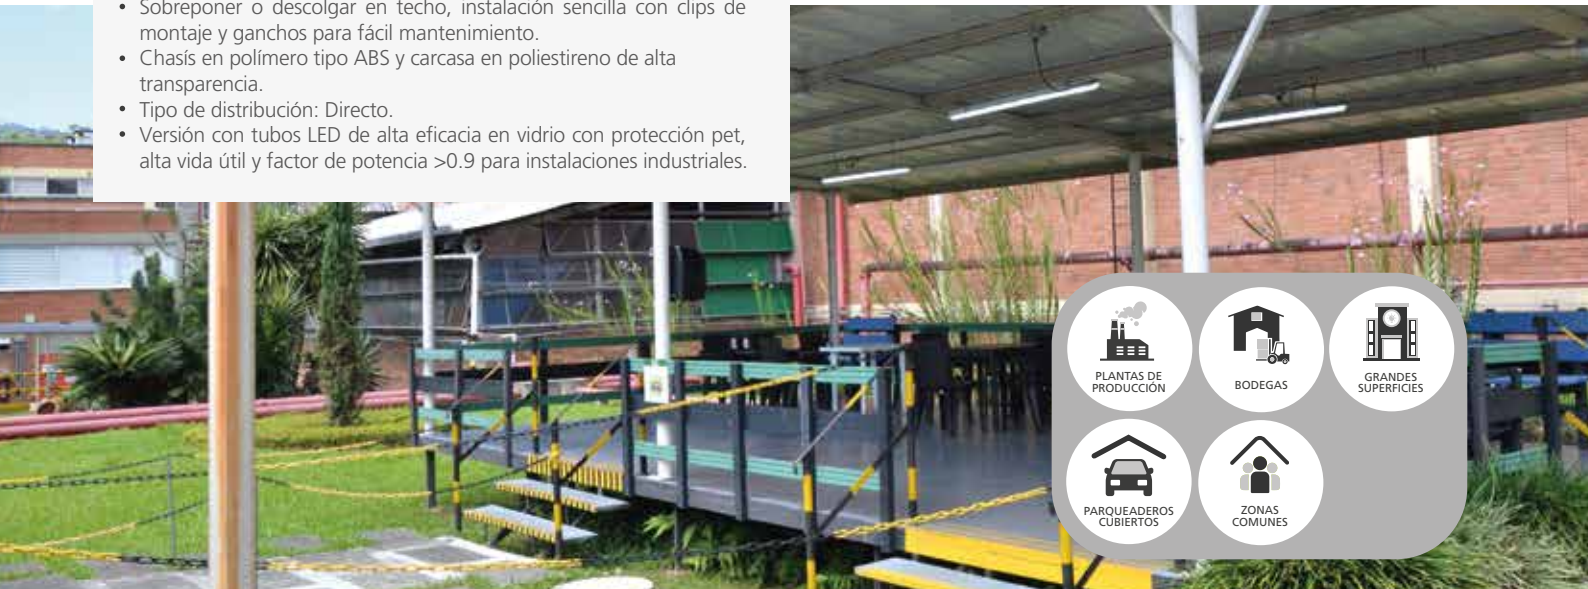 • Sobreponer o descolgar en techo, instalación sencilla con clips de
montaje y ganchos para fácil mantenimiento.
• Chasís en polímero tipo ABS y carcasa en poliestireno de alta
transparencia.
• Tipo de distribución: Directo.
• Versión con tubos LED de alta eficacia en vidrio con protección pet,
alta vida útil y factor de potencia >0.9 para instalaciones industriales.
PLANTAS DE
PRODUCCIÓN
BODEGAS
GRANDES
SUPERFICIES
PARQUEADEROS
CUBIERTOS
ZONAS
COMUNES